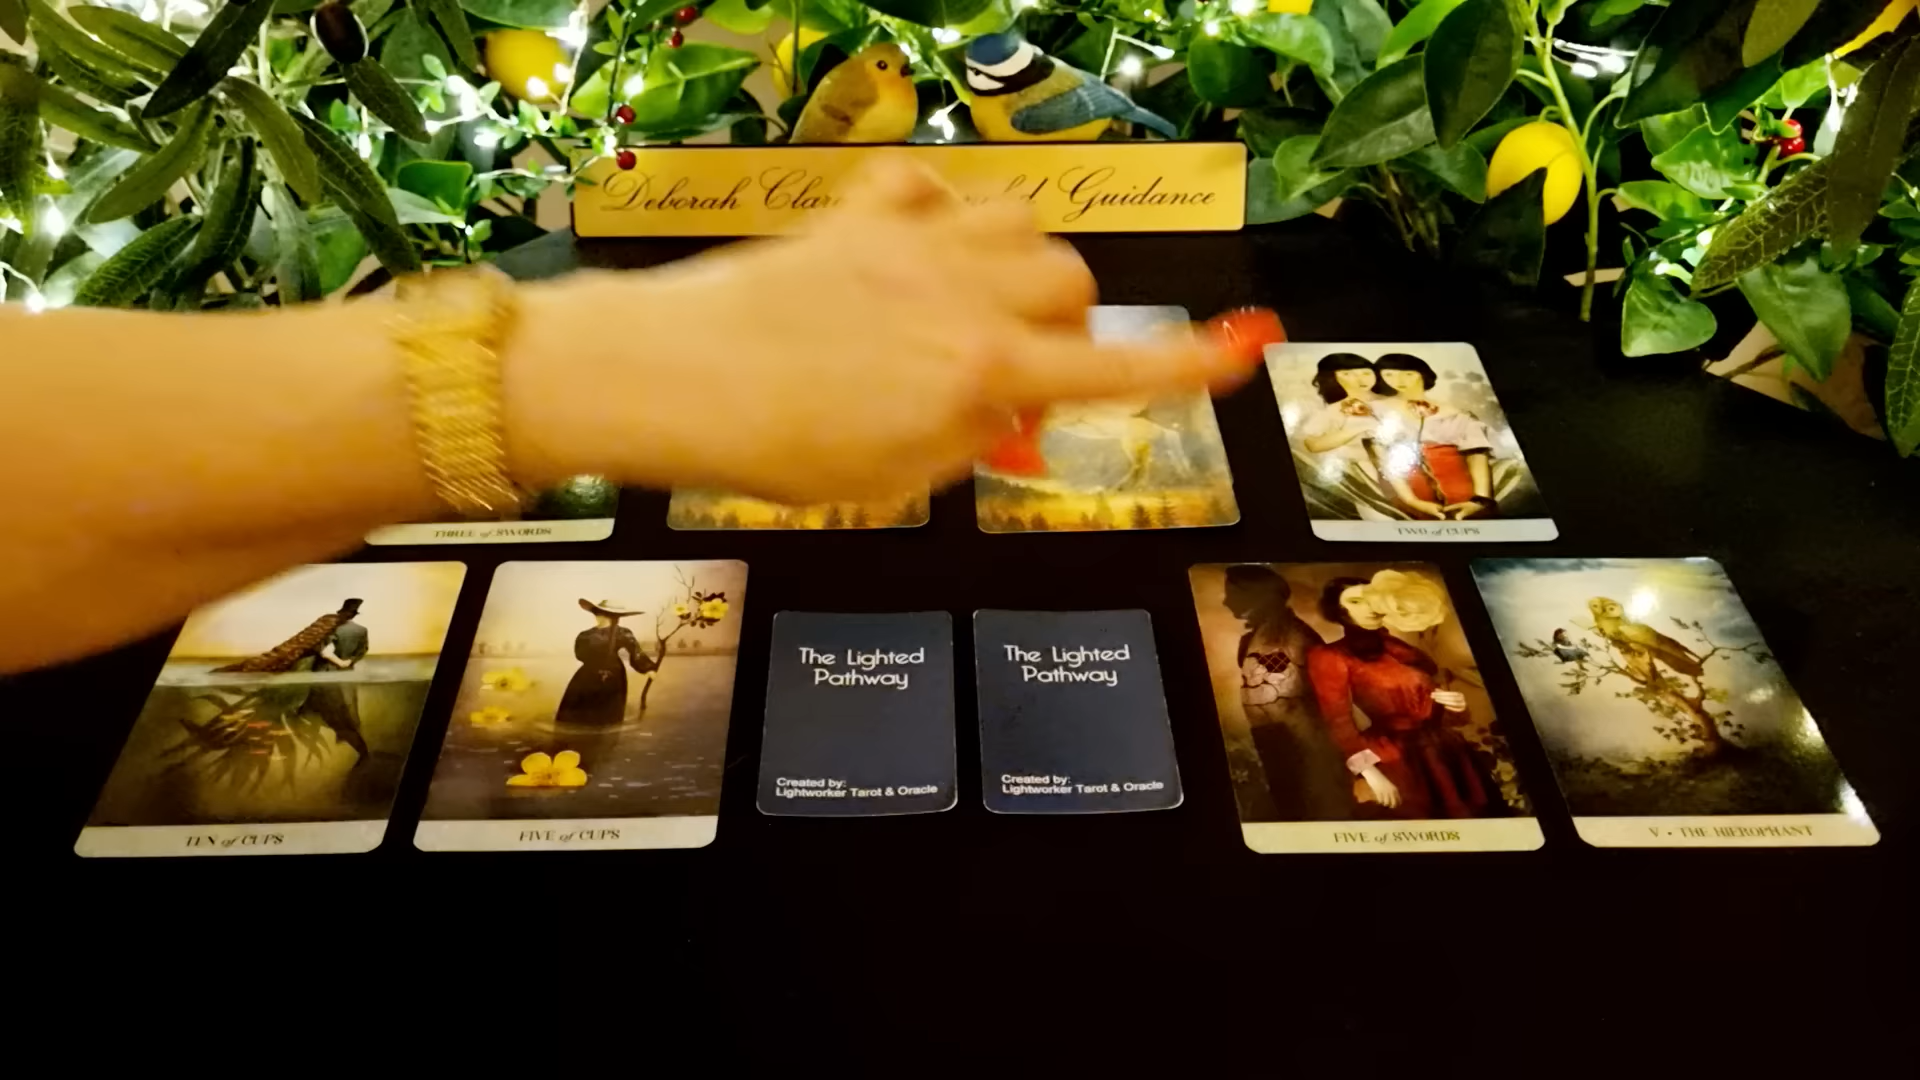 Deborah Guidance
THREE of SWORDS
TWO of CUPS
The Lighted
Pathway
Created by:
Lightworker Tarot & Oracle
The Lighted
Pathway
Created by:
Lightworker Tarot & Oracle
TEN of CUPS
FIVE of CUPS
FIVE of SWORDS
V • THE HIEROPHANT